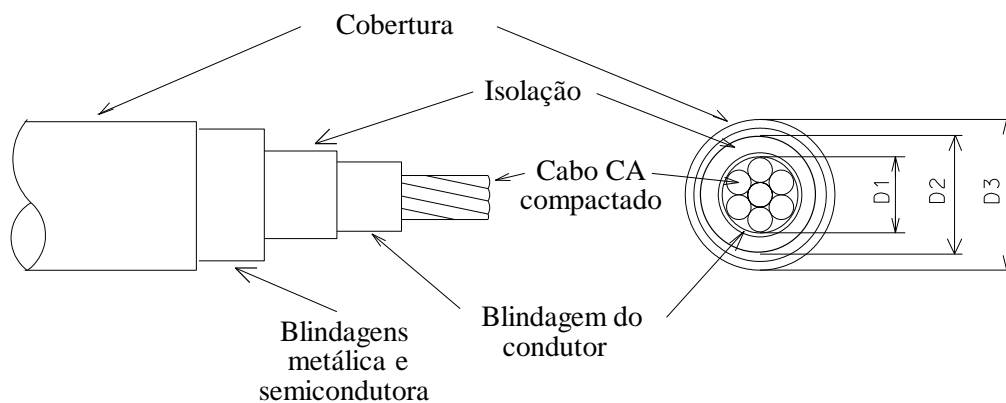 Cobertura
Isolação
Cabo CA
compactado
D1
D2
D3
Blindagens
metálica e
semicondutora
Blindagem do
condutor